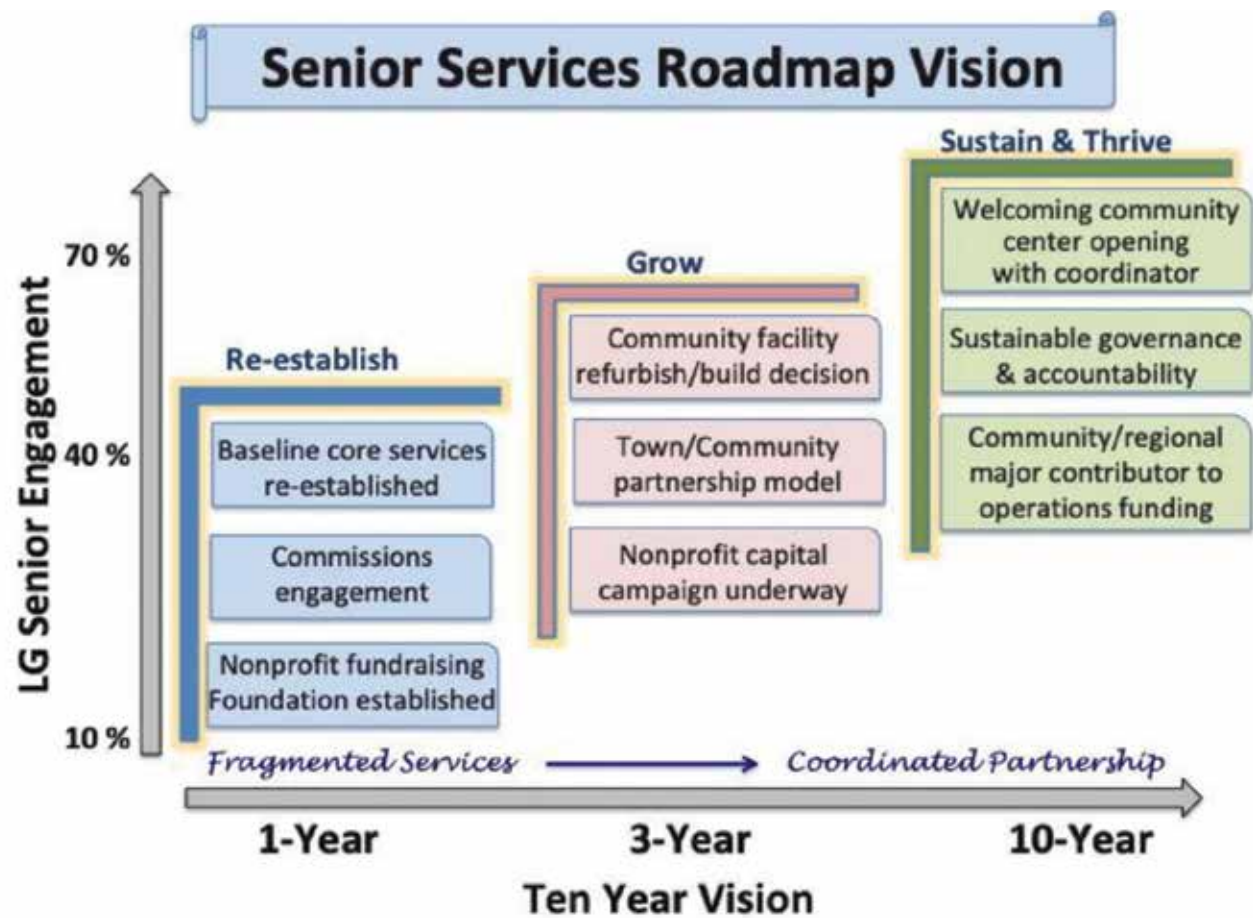 Senior Services Roadmap Vision
LG Senior Engagement
70 %
40 %
10 %
Re-establish
Baseline core services
re-established
Commissions
engagement
Nonprofit fundraising
Foundation established
Grow
Community facility
refurbish/build decision
Town/Community
partnership model
Nonprofit capital
campaign underway
Sustain & Thrive
Welcoming community
center opening
with coordinator
Sustainable governance
& accountability
Community/regional
major contributor to
operations funding
Fragmented Services
Coordinated Partnership
1-Year
3-Year
10-Year
Ten Year Vision